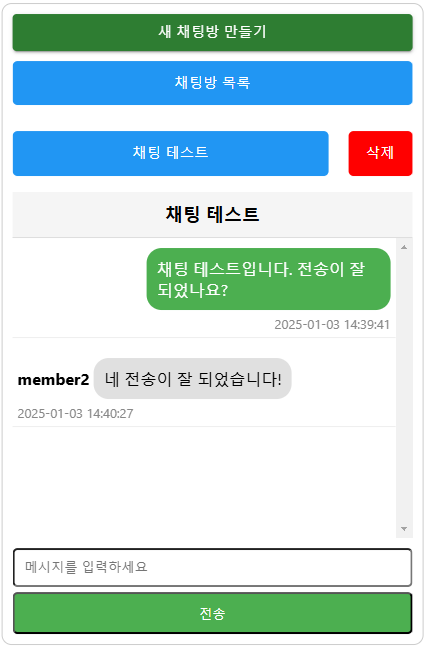 새 채팅방 만들기
채팅방 목록
채팅 테스트
삭제
채팅 테스트
채팅 테스트입니다. 전송이 잘
되었나요?
2025-01-03 14:39:41
member2 네 전송이 잘 되었습니다!
2025-01-03 14:40:27
메시지를 입력하세요
전송